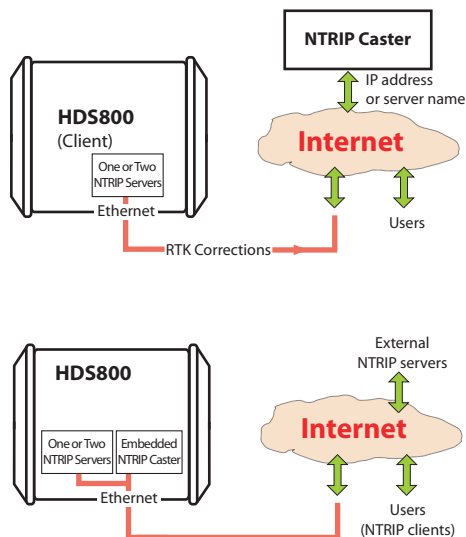 NTRIP Caster
IP address
or server name
HDS800
(Client)
One or Two
NTRIP Servers
Ethernet
Internet
Users
RTK Corrections
External
NTRIP servers
HDS800
One or Two
NTRIP Servers
Embedded
NTRIP Caster
Ethernet
Internet
Users
(NTRIP clients)